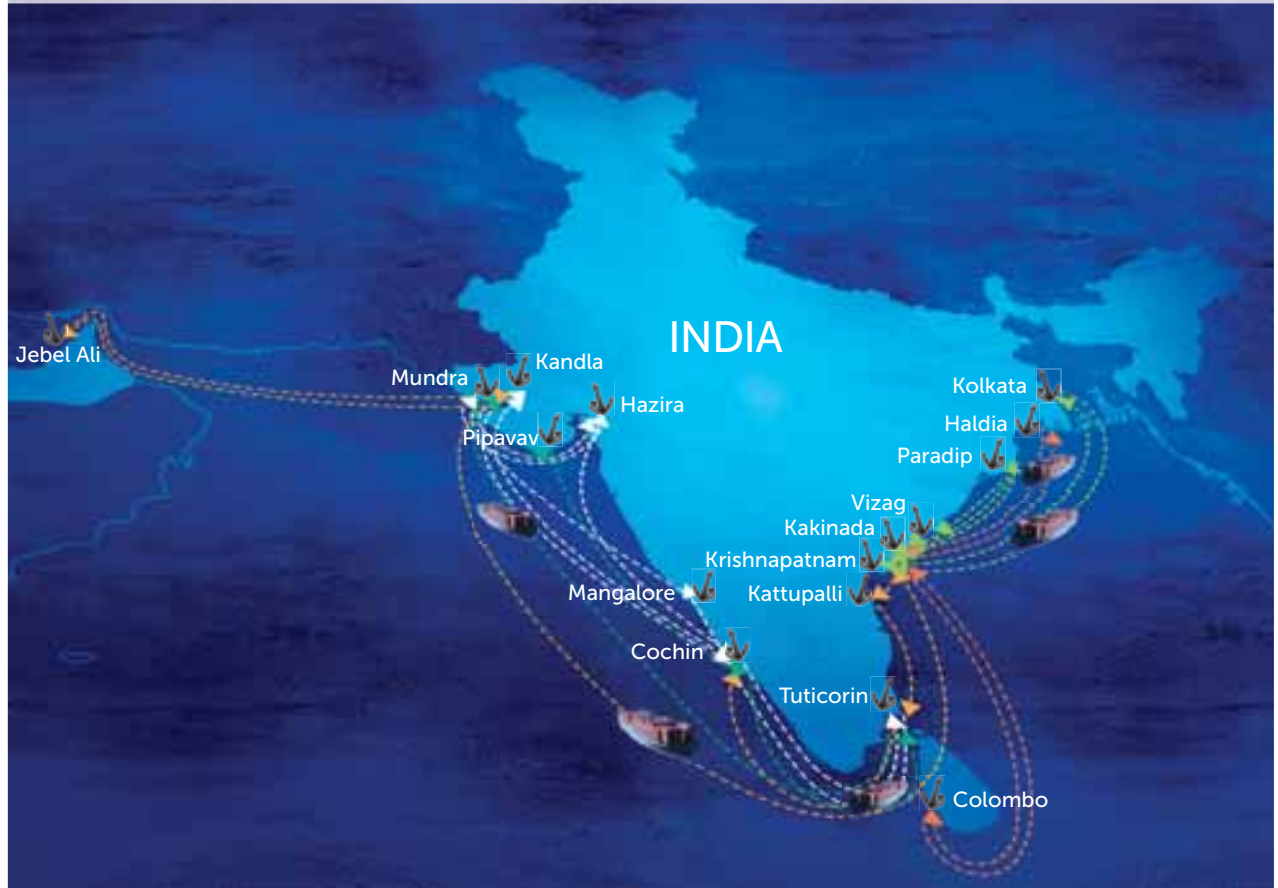 INDIA
Jebel Ali
Kandla
Mundra
Hazira
Pipavav
Kolkata
Haldia
Paradip
Vizag
Kakinada
Krishnapatnam
Mangalore
Kattupalli
Cochin
Tuticorin
Colombo